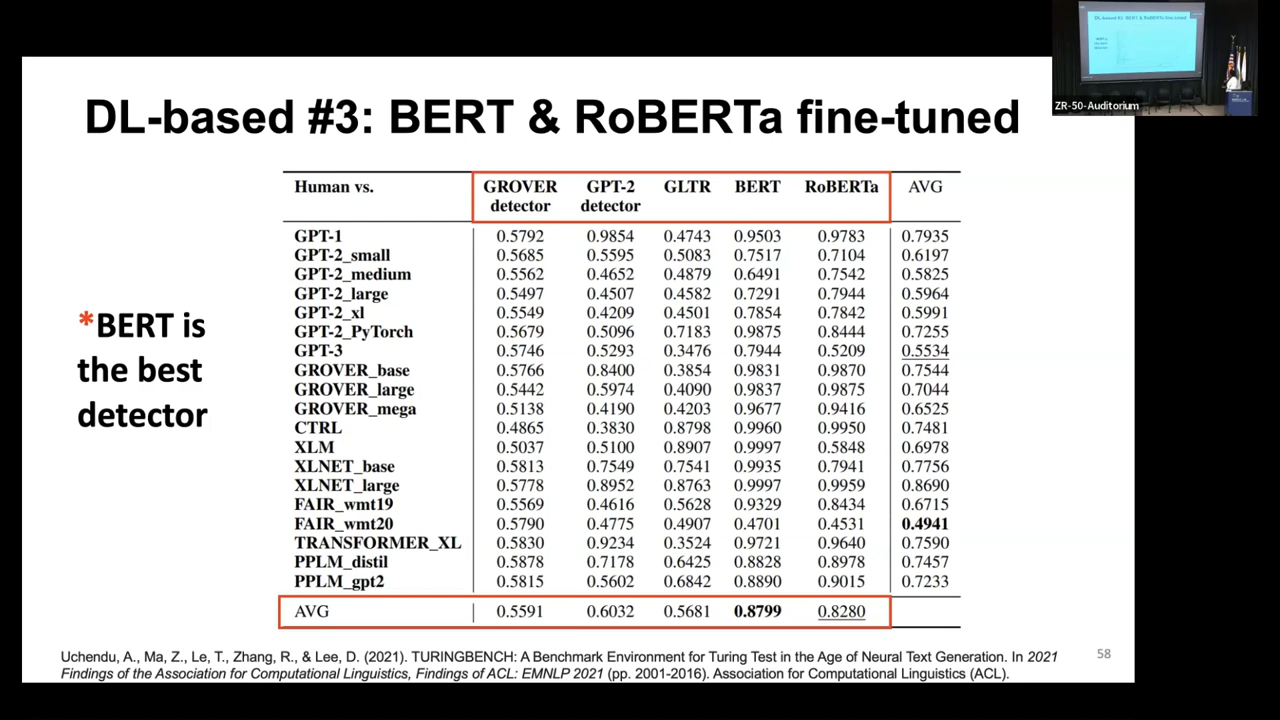 DL-based #3: BERT & RoBERTa fine-tuned
Human vs. GROVER detector GPT-2 detector GLTR BERT RoBERTa AVG
GPT-1 0.5792 0.9854 0.4743 0.9503 0.9783 0.7935
GPT-2_small 0.5685 0.5595 0.5083 0.7517 0.7104 0.6197
GPT-2_medium 0.5562 0.4652 0.4879 0.6491 0.7542 0.5825
GPT-2_large 0.5497 0.4507 0.4582 0.7291 0.7944 0.5964
GPT-2_xl 0.5549 0.4209 0.4501 0.7854 0.7842 0.5991
GPT-2_PyTorch 0.5679 0.5096 0.7183 0.9875 0.8444 0.7255
GPT-3 0.5746 0.5293 0.3476 0.7944 0.5209 0.5534
GROVER_base 0.5766 0.8400 0.3854 0.9831 0.9870 0.7544
GROVER_large 0.5442 0.5974 0.4090 0.9837 0.9875 0.7044
GROVER_mega 0.5138 0.4190 0.4203 0.9677 0.9416 0.6525
CTRL 0.4865 0.3830 0.8798 0.9960 0.9950 0.7481
XLM 0.5037 0.5100 0.8907 0.9997 0.5848 0.6978
XLNET_base 0.5813 0.7549 0.7541 0.9935 0.7941 0.7756
XLNET_large 0.5778 0.8952 0.8763 0.9997 0.9959 0.8690
FAIR_wmt19 0.5569 0.4616 0.5628 0.9329 0.8434 0.6715
FAIR_wmt20 0.5790 0.4775 0.4907 0.4701 0.4531 0.4941
TRANSFORMER_XL 0.5830 0.9234 0.3524 0.9721 0.9640 0.7590
PPLM_distil 0.5878 0.7178 0.6425 0.8828 0.8978 0.7457
PPLM_gpt2 0.5815 0.5602 0.6842 0.8890 0.9015 0.7233
AVG 0.5591 0.6032 0.5681 0.8799 0.8280
*BERT is
the best
detector
Uchendu, A., Ma, Z., Le, T., Zhang, R., & Lee, D. (2021). TURINGBENCH: A Benchmark Environment for Turing Test in the Age of Neural Text Generation. In 2021
Findings of the Association for Computational Linguistics, Findings of ACL: EMNLP 2021 (pp. 2001-2016). Association for Computational Linguistics (ACL).
58
DL-based #3: BERT & RoBERTa fine-tuned
ZR-50-Auditorium